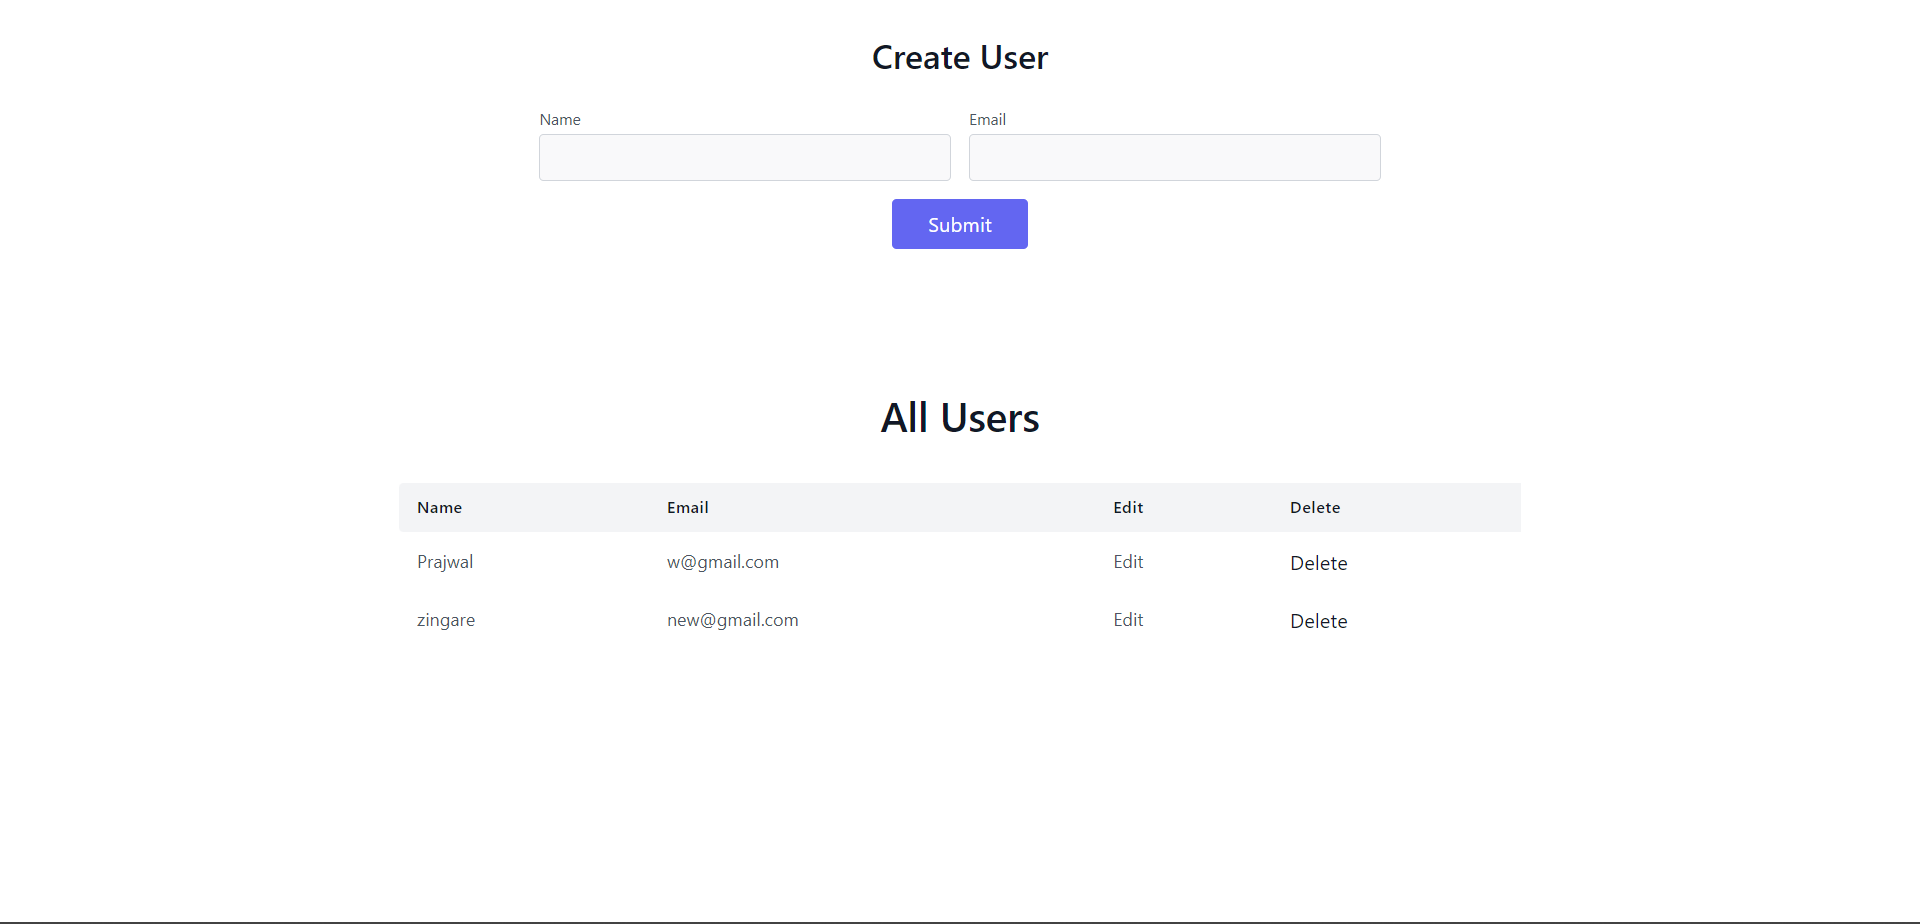 Create User
Name Email
Submit
All Users
Name Email Edit Delete
Prajwal w@gmail.com Edit Delete
zingare new@gmail.com Edit Delete